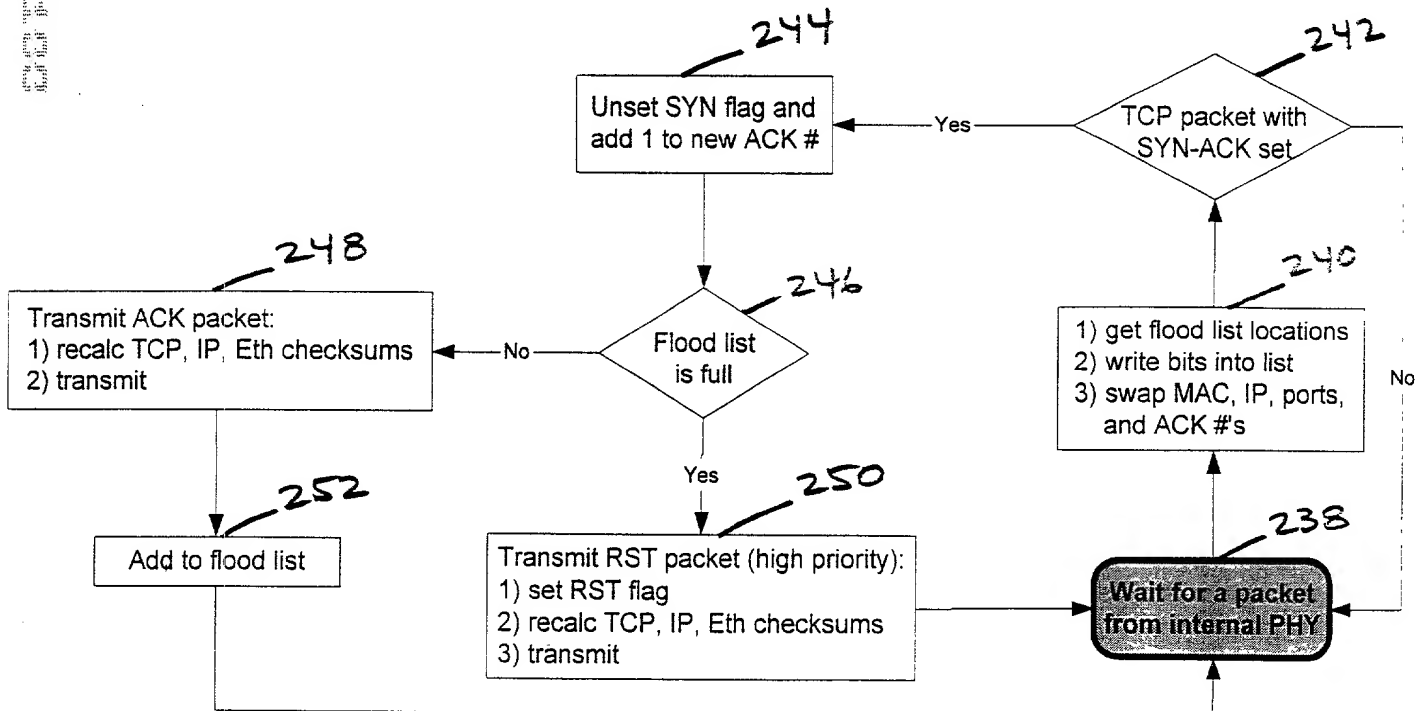 244
Unset SYN flag and
add 1 to new ACK #
Yes
242
TCP packet with
SYN-ACK set
No
248
Transmit ACK packet:
1) recalc TCP, IP, Eth checksums
2) transmit
No
246
Flood list
is full
240
1) get flood list locations
2) write bits into list
3) swap MAC, IP, ports,
and ACK #'s
Yes
252
Add to flood list
250
Transmit RST packet (high priority):
1) set RST flag
2) recalc TCP, IP, Eth checksums
3) transmit
238
Wait for a packet
from internal PHY